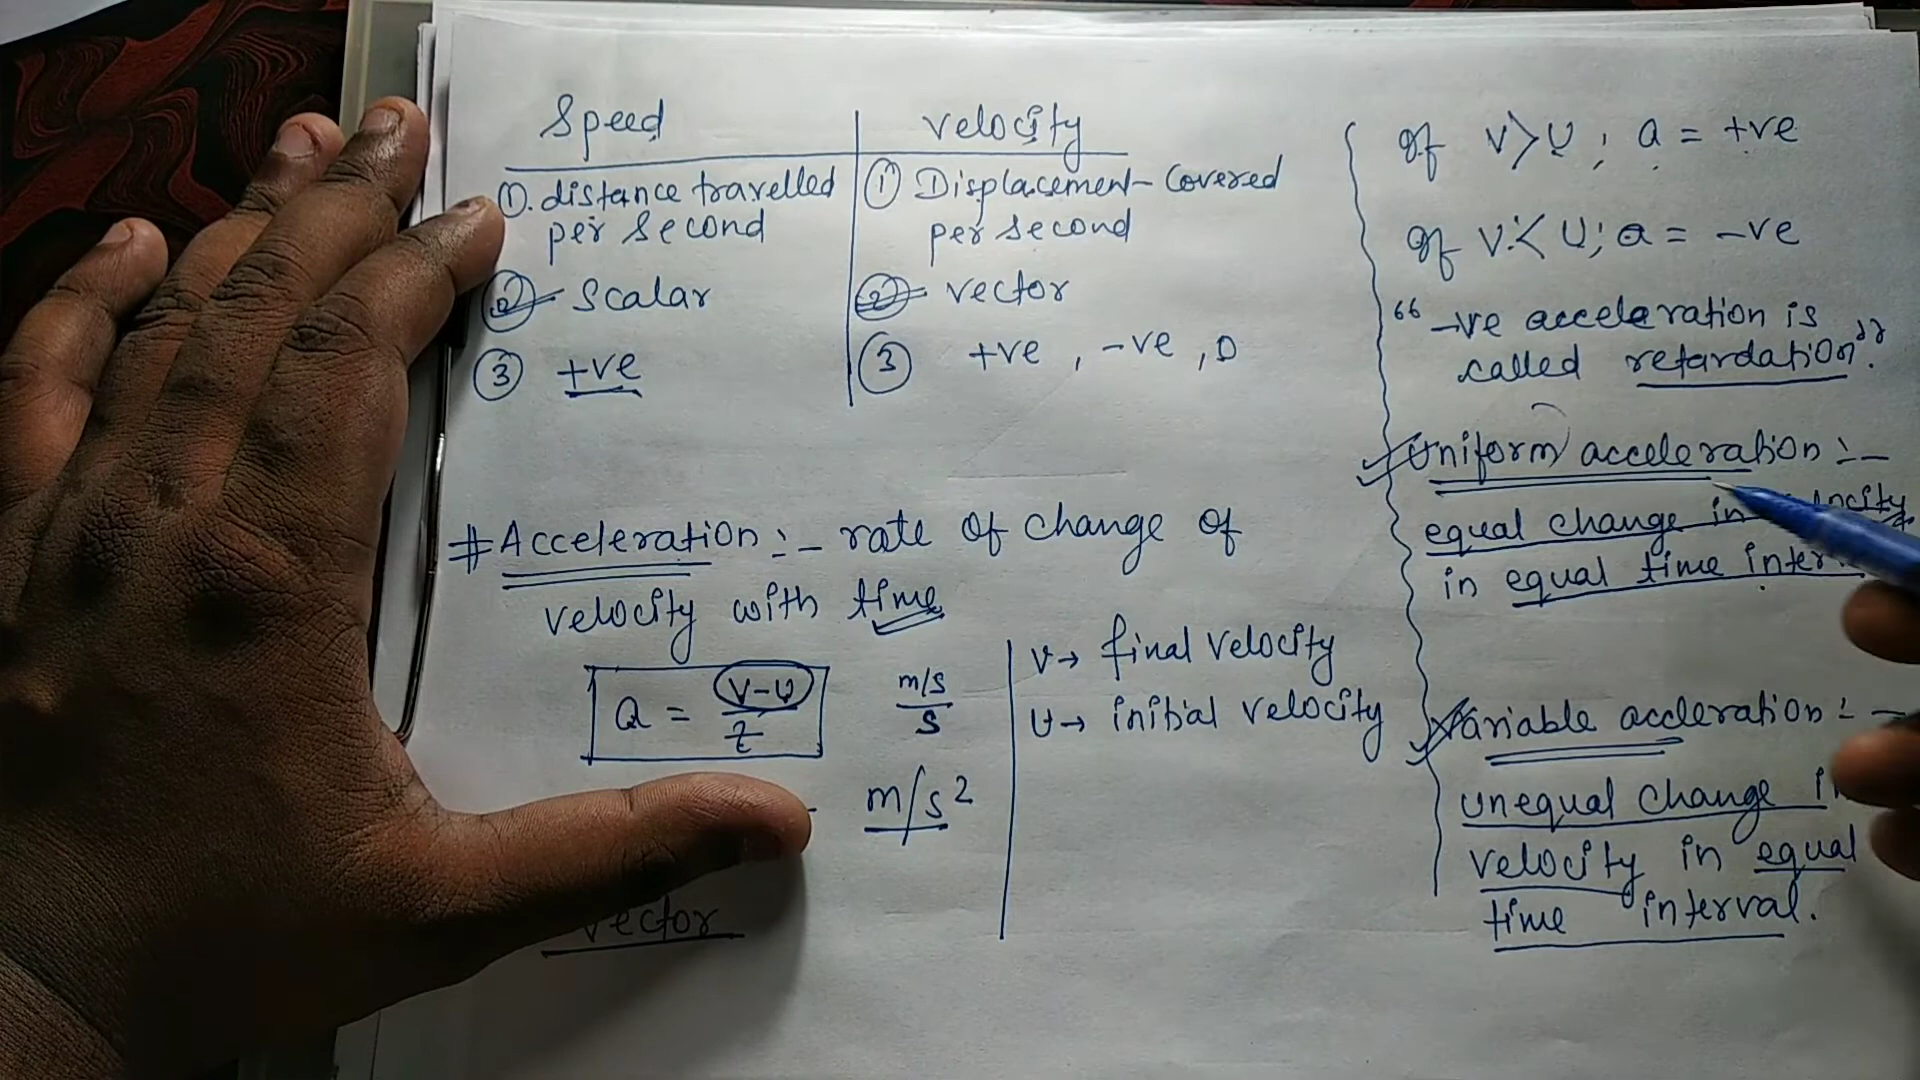 Speed
velocity
①. distance travelled
per second
② scalar
③ +ve
① Displacement covered
per second
② vector
③ +ve, -ve, 0
# Acceleration :- rate of change of
velocity with time
a = v-u/t
m/s/s
m/s²
vector
v→ final velocity
u→ initial velocity
If v>u; a = +ve
If v<u; a = -ve
"-ve acceleration is
called retardation".
Uniform acceleration :-
equal change in
in equal time
Variable accleration :-
unequal change in
velocity in equal
time interval.